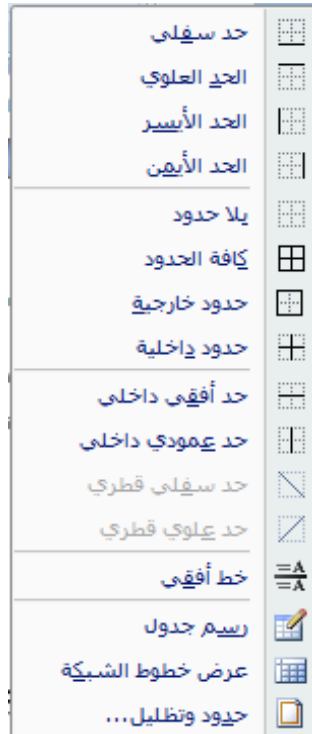 حد سفلي
الحد العلوي
الحد الأيسر
الحد الأيمن
بلا حدود
كافة الحدود
حدود خارجية
حدود داخلية
حد أفقي داخلي
حد عمودي داخلي
حد سفلي قطري
حد علوي قطري
خط أفقي
رسم جدول
عرض خطوط الشبكة
حدود وتظليل...